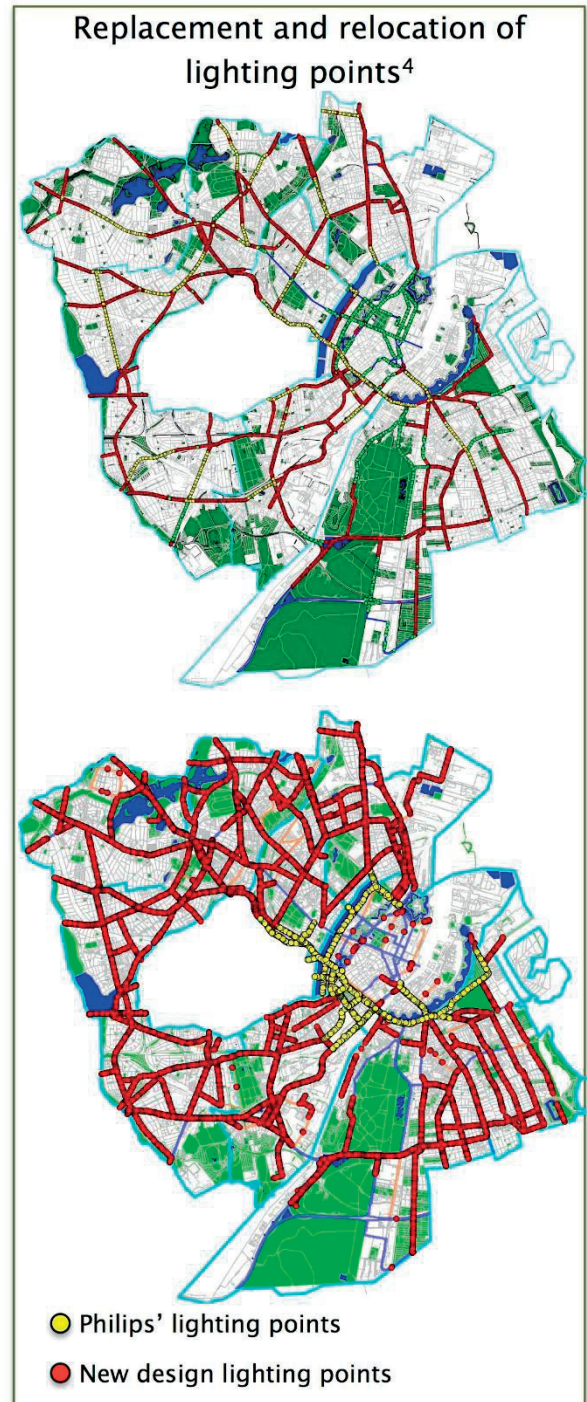 Replacement and relocation of
lighting points⁴
Philips’ lighting points
New design lighting points